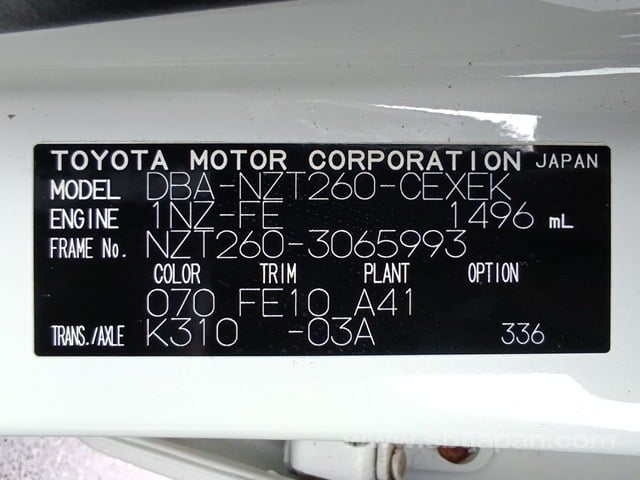 TOYOTA MOTOR CORPORATION JAPAN
MODEL DBA-NZT260-CEXEK
ENGINE 1NZ-FE 1496 mL
FRAME No. NZT260-3065993
COLOR TRIM PLANT OPTION
070 FE10 A41
TRANS./AXLE K310 -03A 336